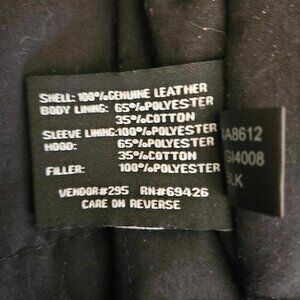 SHELL: 100%GENUINE LEATHER
BODY LINING: 65%POLYESTER
35%COTTON
SLEEVE LINING:100%POLYESTER
HOOD: 65%POLYESTER
35%COTTON
FILLER: 100%POLYESTER
VENDOR#295 RN#69426
CARE ON REVERSE
A8612
GI4008
BLK